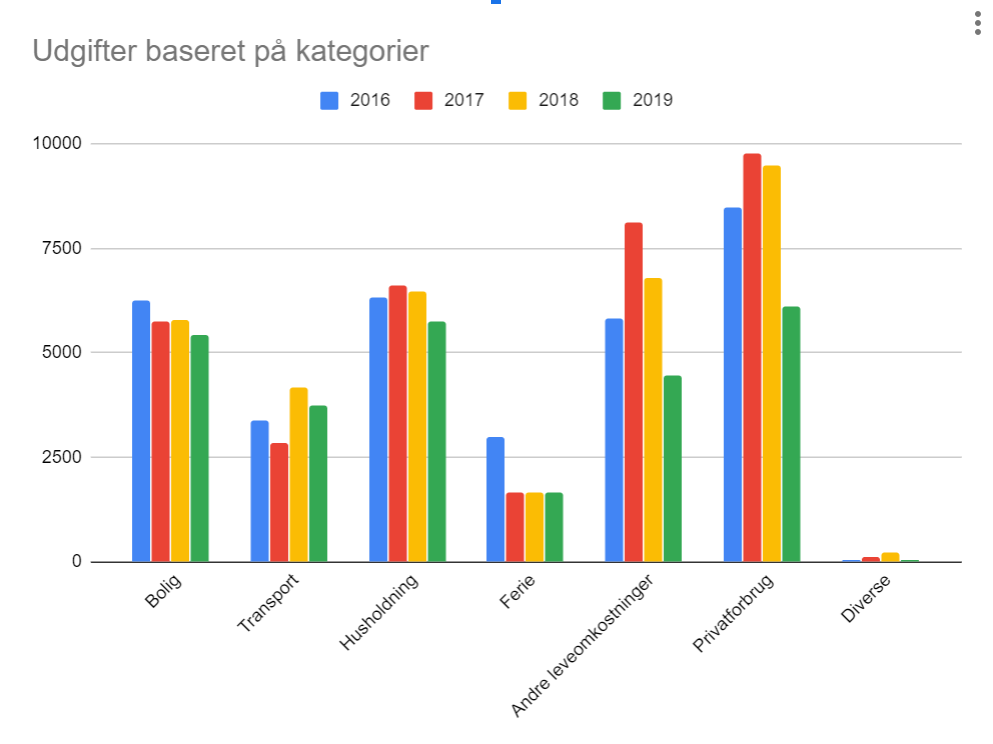 Udgifter baseret på kategorier
2016 2017 2018 2019
10000
7500
5000
2500
0
Bolig
Transport
Husholdning
Ferie
Andre leveomkostninger
Privatforbrug
Diverse